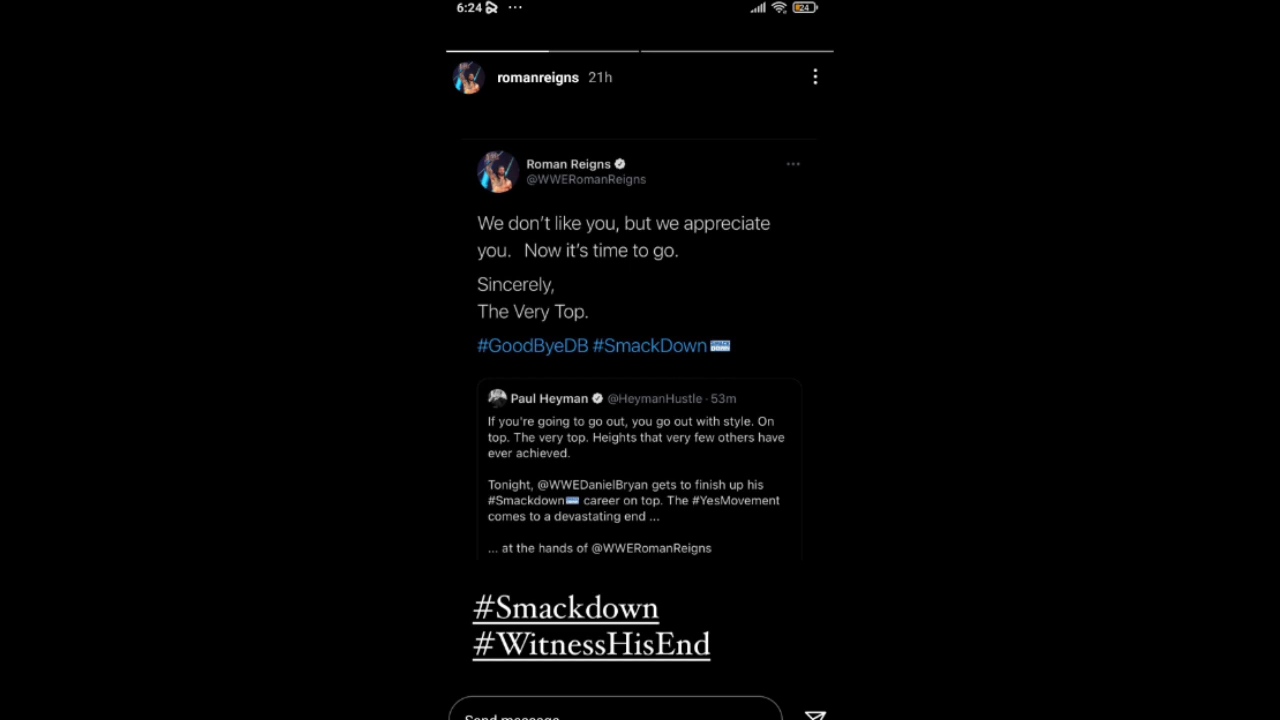 6:24 ...
24
romanreigns 21h
Roman Reigns
@WWERomanReigns
We don't like you, but we appreciate
you. Now it's time to go.
Sincerely,
The Very Top.
#GoodByeDB #SmackDown
Paul Heyman @HeymanHustle · 53m
If you're going to go out, you go out with style. On
top. The very top. Heights that very few others have
ever achieved.
Tonight, @WWEDanielBryan gets to finish up his
#Smackdown career on top. The #YesMovement
comes to a devastating end ...
... at the hands of @WWERomanReigns
#Smackdown
#WitnessHisEnd
Send message